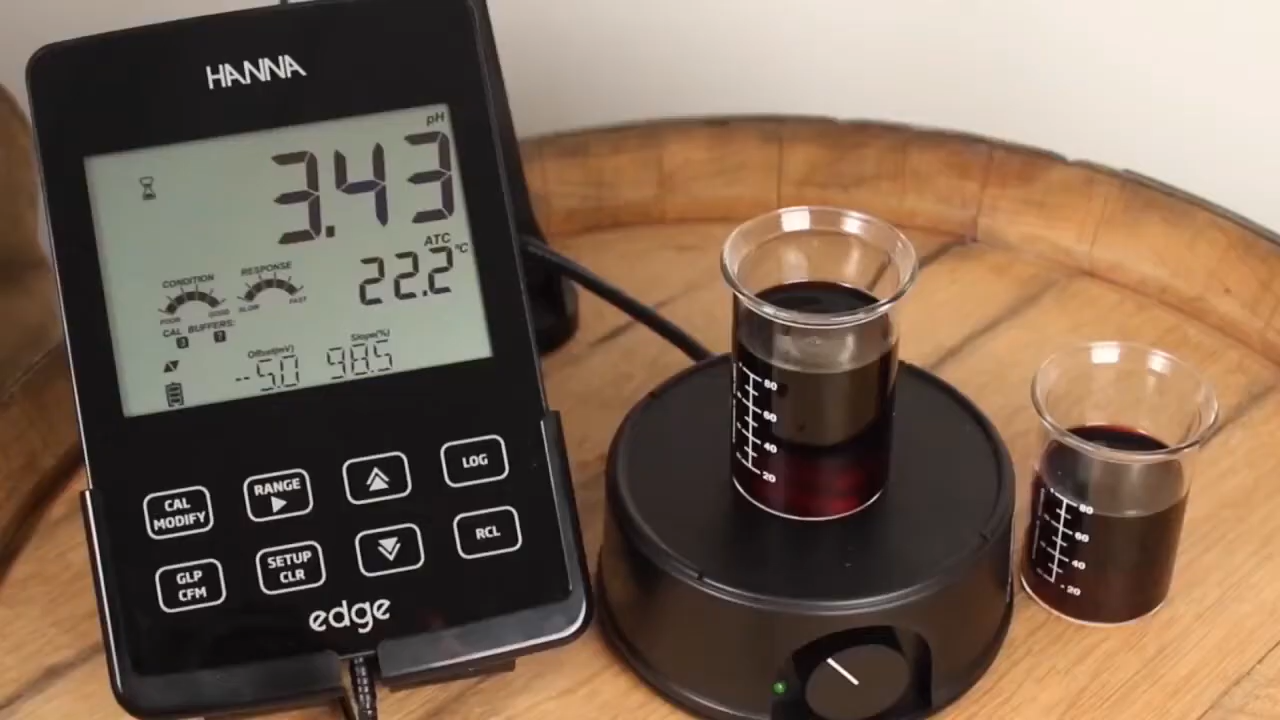 HANNA
pH
3.43
ATC
22.2 °C
CONDITION
RESPONSE
POOR
GOOD
SLOW
FAST
CAL BUFFERS:
3 7
Offset(mV)
Slope(%)
--5.0 98.5
CAL
MODIFY
RANGE
LOG
GLP
CFM
SETUP
CLR
RCL
edge
80
60
40
20
80
60
40
20